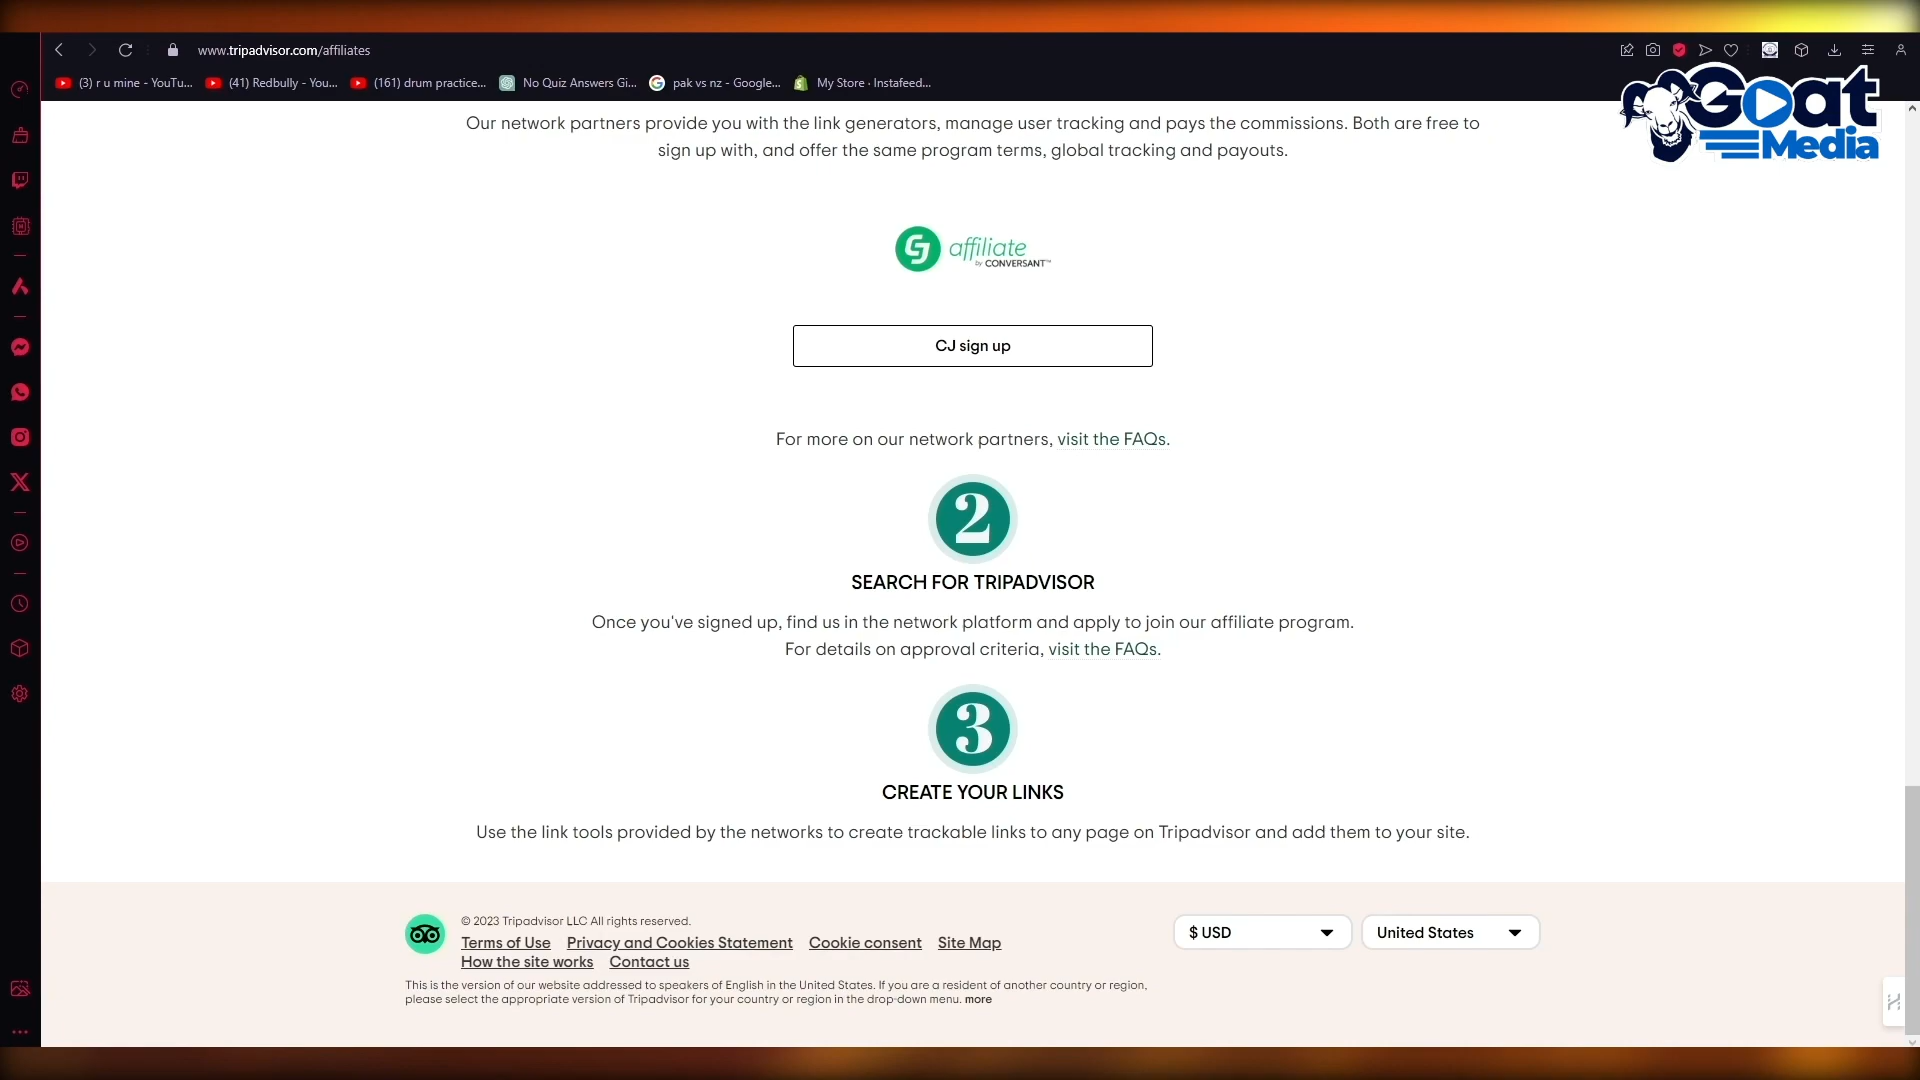 www.tripadvisor.com/affiliates
(3) r u mine - YouTu...
(41) Redbully - You...
(161) drum practice...
No Quiz Answers Gi...
pak vs nz - Google...
My Store · Instafeed...
Goat
Media
Our network partners provide you with the link generators, manage user tracking and pays the commissions. Both are free to
sign up with, and offer the same program terms, global tracking and payouts.
CJ affiliate
by CONVERSANT™
CJ sign up
For more on our network partners, visit the FAQs.
2
SEARCH FOR TRIPADVISOR
Once you've signed up, find us in the network platform and apply to join our affiliate program.
For details on approval criteria, visit the FAQs.
3
CREATE YOUR LINKS
Use the link tools provided by the networks to create trackable links to any page on Tripadvisor and add them to your site.
© 2023 Tripadvisor LLC All rights reserved.
Terms of Use Privacy and Cookies Statement Cookie consent Site Map
How the site works Contact us
$ USD
United States
This is the version of our website addressed to speakers of English in the United States. If you are a resident of another country or region,
please select the appropriate version of Tripadvisor for your country or region in the drop-down menu. more